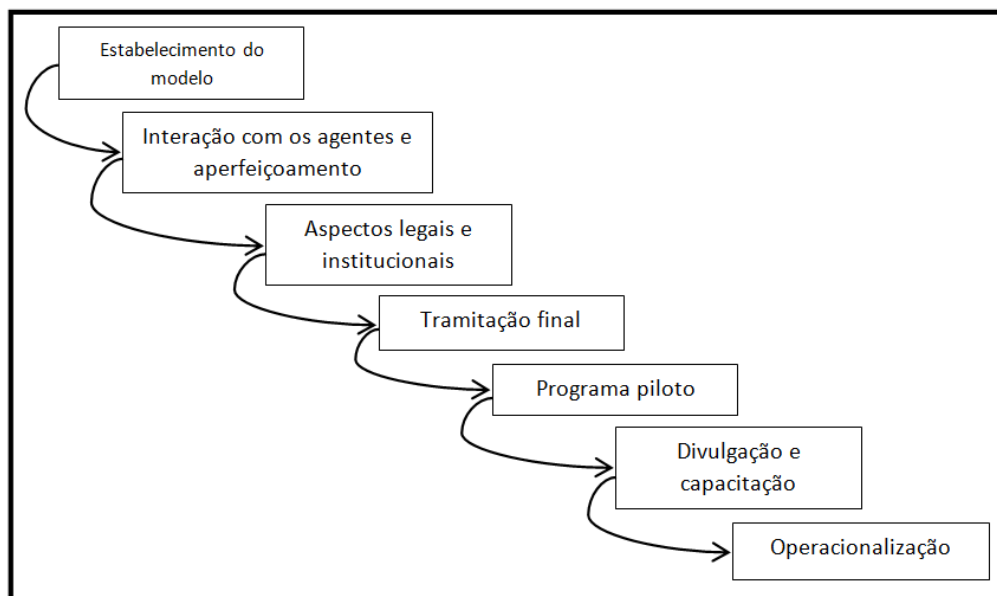 Estabelecimento do
modelo
Interação com os agentes e
aperfeiçoamento
Aspectos legais e
institucionais
Tramitação final
Programa piloto
Divulgação e
capacitação
Operacionalização